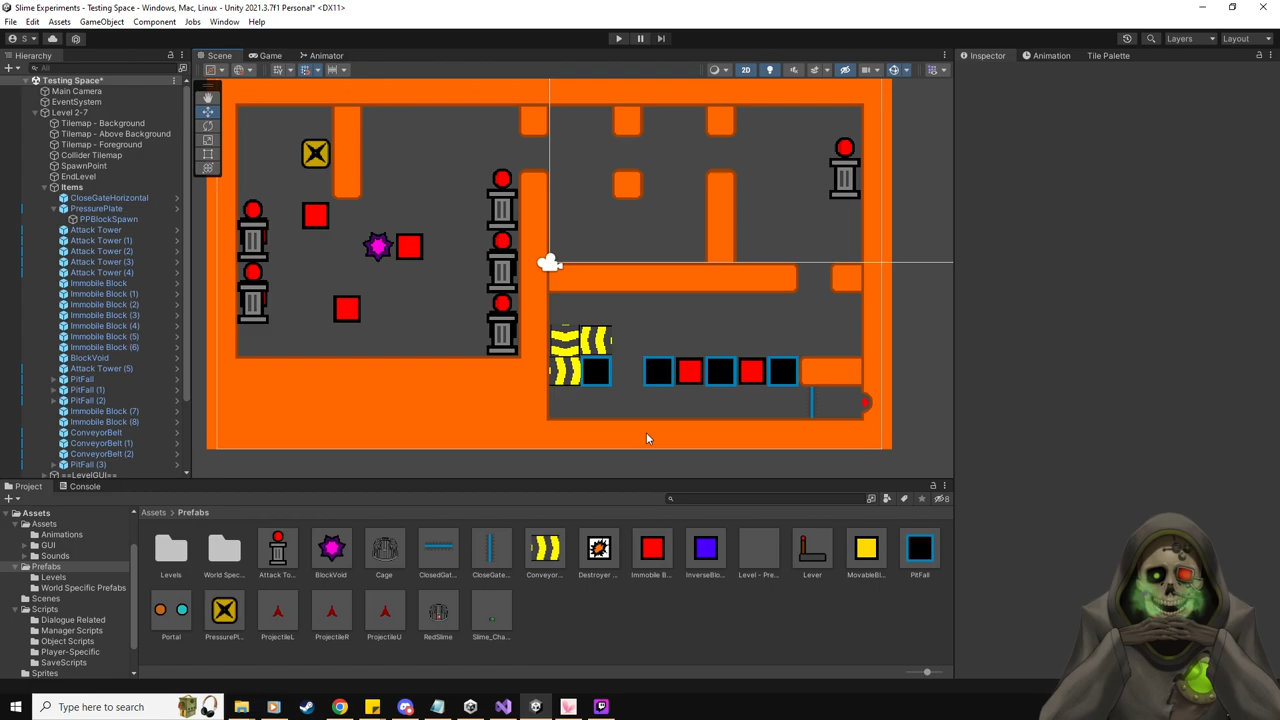 Slime Experiments - Testing Space - Windows, Mac, Linux - Unity 2021.3.7f1 Personal* <DX11>
File Edit Assets GameObject Component Jobs Window Help
S Layers Layout
Hierarchy Scene Game Animator Inspector Animation Tile Palette
All 2D
Testing Space*
Main Camera
EventSystem
Level 2-7
Tilemap - Background
Tilemap - Above Background
Tilemap - Foreground
Collider Tilemap
SpawnPoint
EndLevel
Items
CloseGateHorizontal
PressurePlate
PPBlockSpawn
Attack Tower
Attack Tower (1)
Attack Tower (2)
Attack Tower (3)
Attack Tower (4)
Immobile Block
Immobile Block (1)
Immobile Block (2)
Immobile Block (3)
Immobile Block (4)
Immobile Block (5)
Immobile Block (6)
BlockVoid
Attack Tower (5)
PitFall
PitFall (1)
PitFall (2)
Immobile Block (7)
Immobile Block (8)
ConveyorBelt
ConveyorBelt (1)
ConveyorBelt (2)
PitFall (3)
==LevelGUI==
Project Console
8
Assets
Assets
Animations
GUI
Sounds
Prefabs
Levels
World Specific Prefabs
Scenes
Scripts
Dialogue Related
Manager Scripts
Object Scripts
Player-Specific
SaveScripts
Sprites
Assets > Prefabs
Levels World Spec... Attack To... BlockVoid Cage ClosedGat... CloseGate... Conveyor... Destroyer ... Immobile B... InverseBlo... Level - Pre... Lever MovableBl... PitFall
Portal PressurePl... ProjectileL ProjectileR ProjectileU RedSlime Slime_Cha...
Type here to search